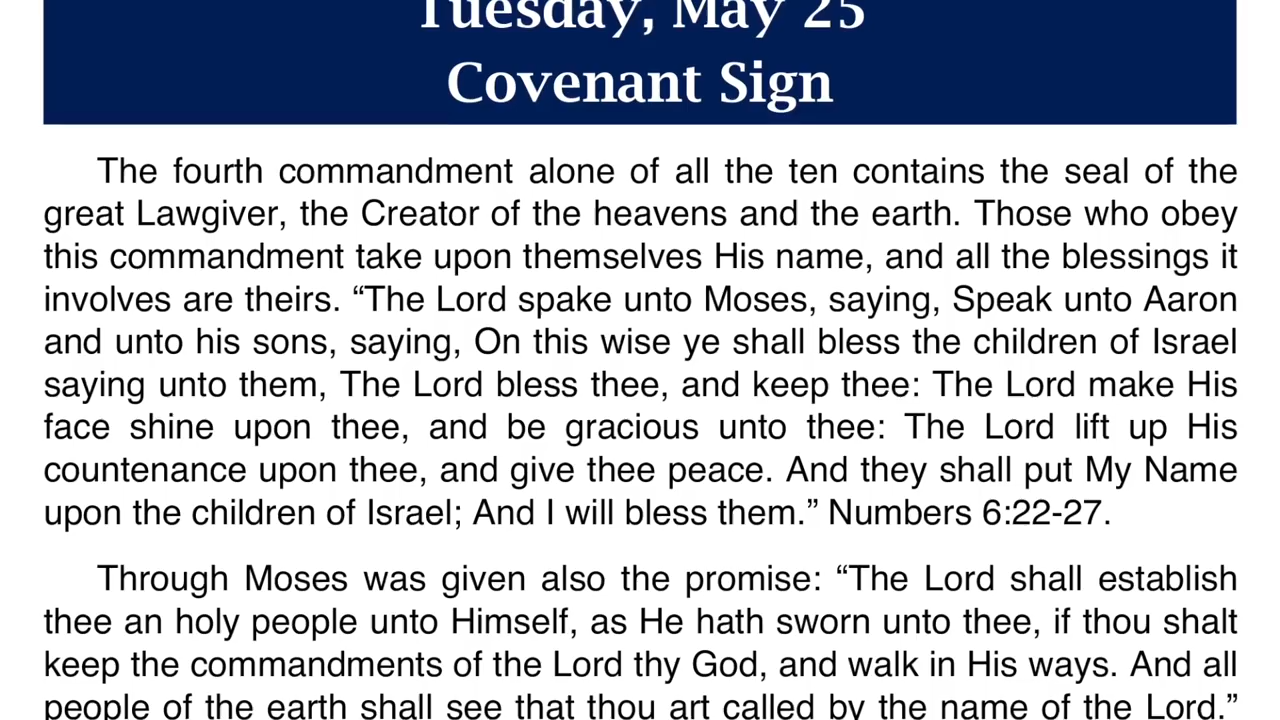 Tuesday, May 25
Covenant Sign
The fourth commandment alone of all the ten contains the seal of the
great Lawgiver, the Creator of the heavens and the earth. Those who obey
this commandment take upon themselves His name, and all the blessings it
involves are theirs. “The Lord spake unto Moses, saying, Speak unto Aaron
and unto his sons, saying, On this wise ye shall bless the children of Israel
saying unto them, The Lord bless thee, and keep thee: The Lord make His
face shine upon thee, and be gracious unto thee: The Lord lift up His
countenance upon thee, and give thee peace. And they shall put My Name
upon the children of Israel; And I will bless them.” Numbers 6:22-27.
Through Moses was given also the promise: “The Lord shall establish
thee an holy people unto Himself, as He hath sworn unto thee, if thou shalt
keep the commandments of the Lord thy God, and walk in His ways. And all
people of the earth shall see that thou art called by the name of the Lord.”